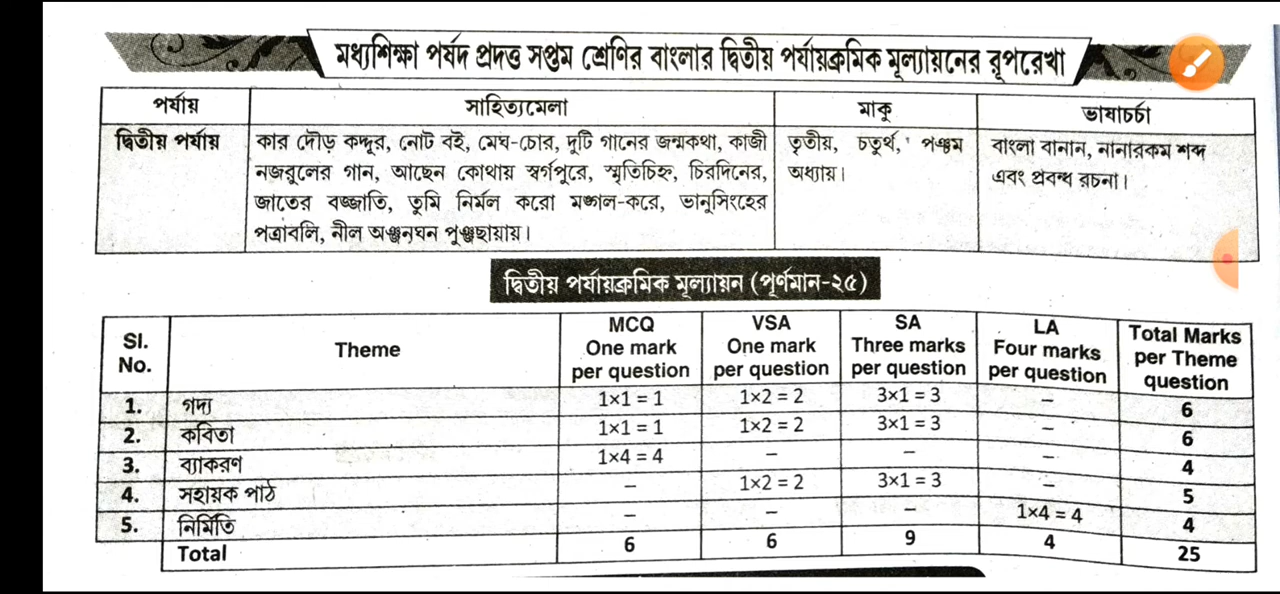 মধ্যশিক্ষা পর্ষদ প্রদত্ত সপ্তম শ্রেণির বাংলার দ্বিতীয় পর্যায়ক্রমিক মূল্যায়নের রূপরেখা
পর্যায় সাহিত্যমেলা মাকু ভাষাচর্চা
দ্বিতীয় পর্যায় কার দৌড় কদ্দূর, নোট বই, মেঘ-চোর, দুটি গানের জন্মকথা, কাজী তৃতীয়, চতুর্থ, পঞ্চম বাংলা বানান, নানারকম শব্দ
নজরুলের গান, আছেন কোথায় স্বর্গপুরে, স্মৃতিচিহ্ন, চিরদিনের, অধ্যায়। এবং প্রবন্ধ রচনা।
জাতের বজ্জাতি, তুমি নির্মল করো মঙ্গল-করে, ভানুসিংহের
পত্রাবলি, নীল অঞ্জনঘন পুঞ্জছায়ায়।
দ্বিতীয় পর্যায়ক্রমিক মূল্যায়ন (পূর্ণমান-২৫)
Sl. No. Theme MCQ One mark per question VSA One mark per question SA Three marks per question LA Four marks per question Total Marks per Theme question
1. গদ্য 1×1 = 1 1×2 = 2 3×1 = 3 – 6
2. কবিতা 1×1 = 1 1×2 = 2 3×1 = 3 – 6
3. ব্যাকরণ 1×4 = 4 – – – 4
4. সহায়ক পাঠ – 1×2 = 2 3×1 = 3 – 5
5. নির্মিতি – – – 1×4 = 4 4
Total 6 6 9 4 25